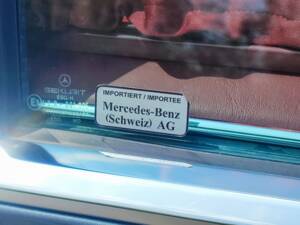 SEKURIT
IMPORTIERT / IMPORTEE
Mercedes-Benz
(Schweiz) AG